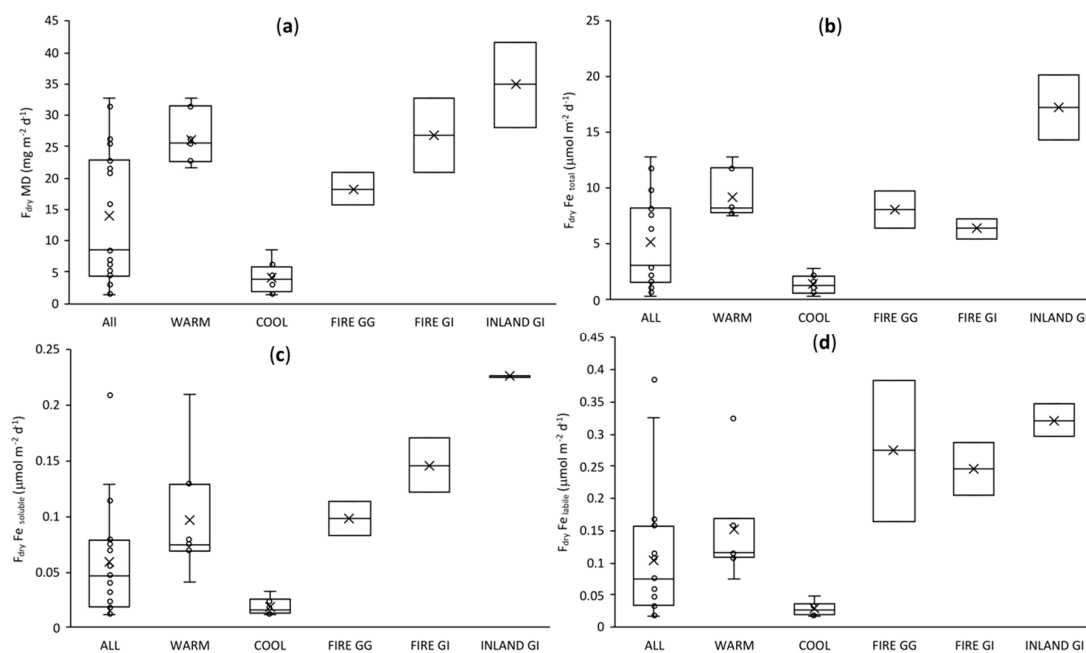 (a)
F dry MD (mg m⁻² d⁻¹)
45
40
35
30
25
20
15
10
5
0
All WARM COOL FIRE GG FIRE GI INLAND GI
(b)
F dry Fe total (μmol m⁻² d⁻¹)
25
20
15
10
5
0
ALL WARM COOL FIRE GG FIRE GI INLAND GI
(c)
F dry Fe soluble (μmol m⁻² d⁻¹)
0.25
0.2
0.15
0.1
0.05
0
ALL WARM COOL FIRE GG FIRE GI INLAND GI
(d)
F dry Fe labile (μmol m⁻² d⁻¹)
0.45
0.4
0.35
0.3
0.25
0.2
0.15
0.1
0.05
0
ALL WARM COOL FIRE GG FIRE GI INLAND GI